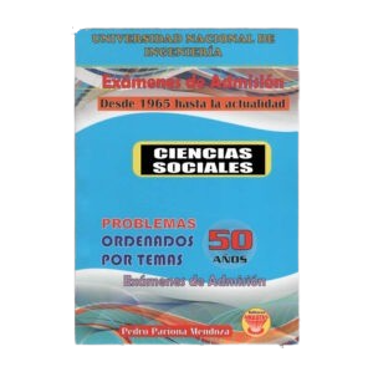 UNIVERSIDAD NACIONAL DE
INGENIERÍA
Exámenes de Admisión
Desde 1965 hasta la actualidad
CIENCIAS
SOCIALES
PROBLEMAS
ORDENADOS
POR TEMAS
50
AÑOS
Exámenes de Admisión
Pedro Pariona Mendoza